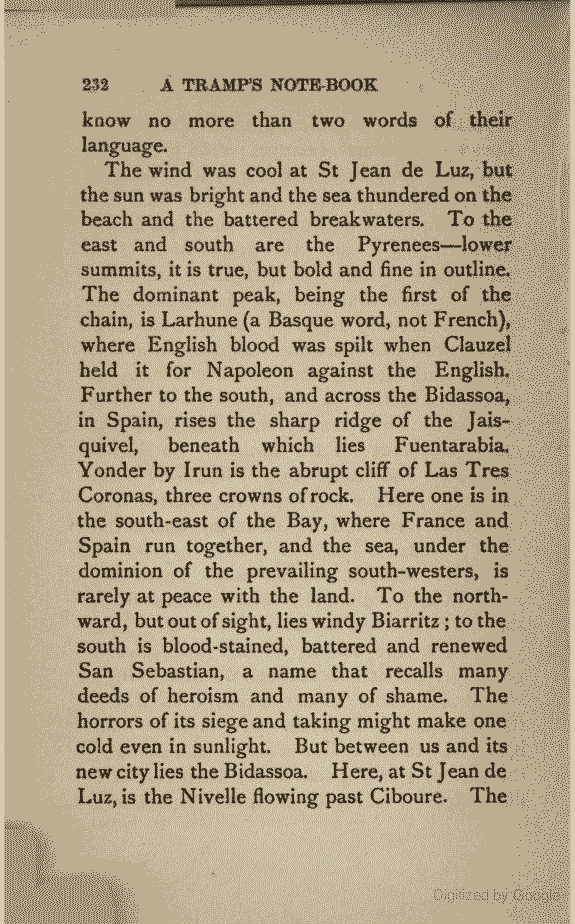 232 A TRAMP'S NOTE-BOOK
know no more than two words of their
language.
The wind was cool at St Jean de Luz, but
the sun was bright and the sea thundered on the
beach and the battered breakwaters. To the
east and south are the Pyrenees—lower
summits, it is true, but bold and fine in outline.
The dominant peak, being the first of the
chain, is Larhune (a Basque word, not French),
where English blood was spilt when Clauzel
held it for Napoleon against the English.
Further to the south, and across the Bidassoa,
in Spain, rises the sharp ridge of the Jais-
quivel, beneath which lies Fuentarabia.
Yonder by Irun is the abrupt cliff of Las Tres
Coronas, three crowns of rock. Here one is in
the south-east of the Bay, where France and
Spain run together, and the sea, under the
dominion of the prevailing south-westers, is
rarely at peace with the land. To the north-
ward, but out of sight, lies windy Biarritz ; to the
south is blood-stained, battered and renewed
San Sebastian, a name that recalls many
deeds of heroism and many of shame. The
horrors of its siege and taking might make one
cold even in sunlight. But between us and its
new city lies the Bidassoa. Here, at St Jean de
Luz, is the Nivelle flowing past Ciboure. The
Digitized by Google